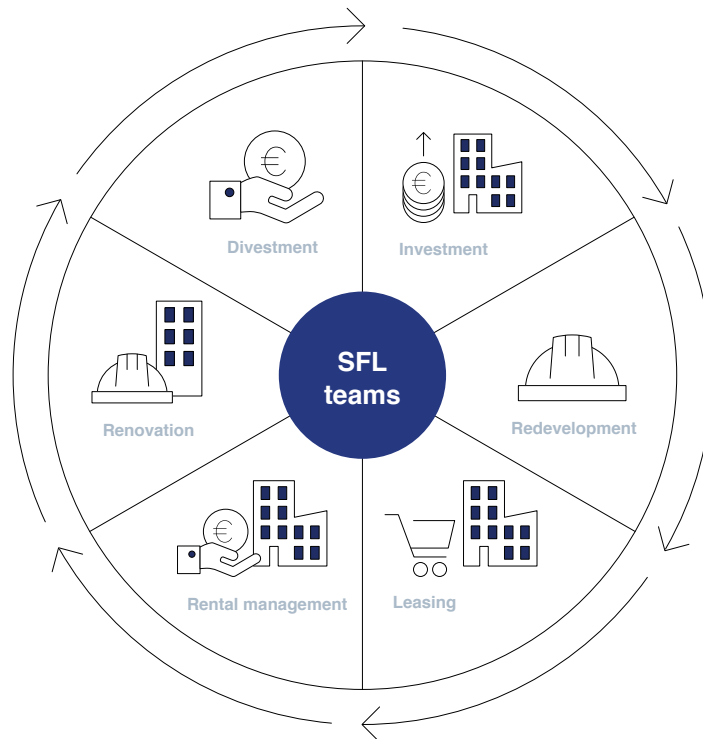 Divestment
Investment
SFL
teams
Renovation
Redevelopment
Rental management
Leasing